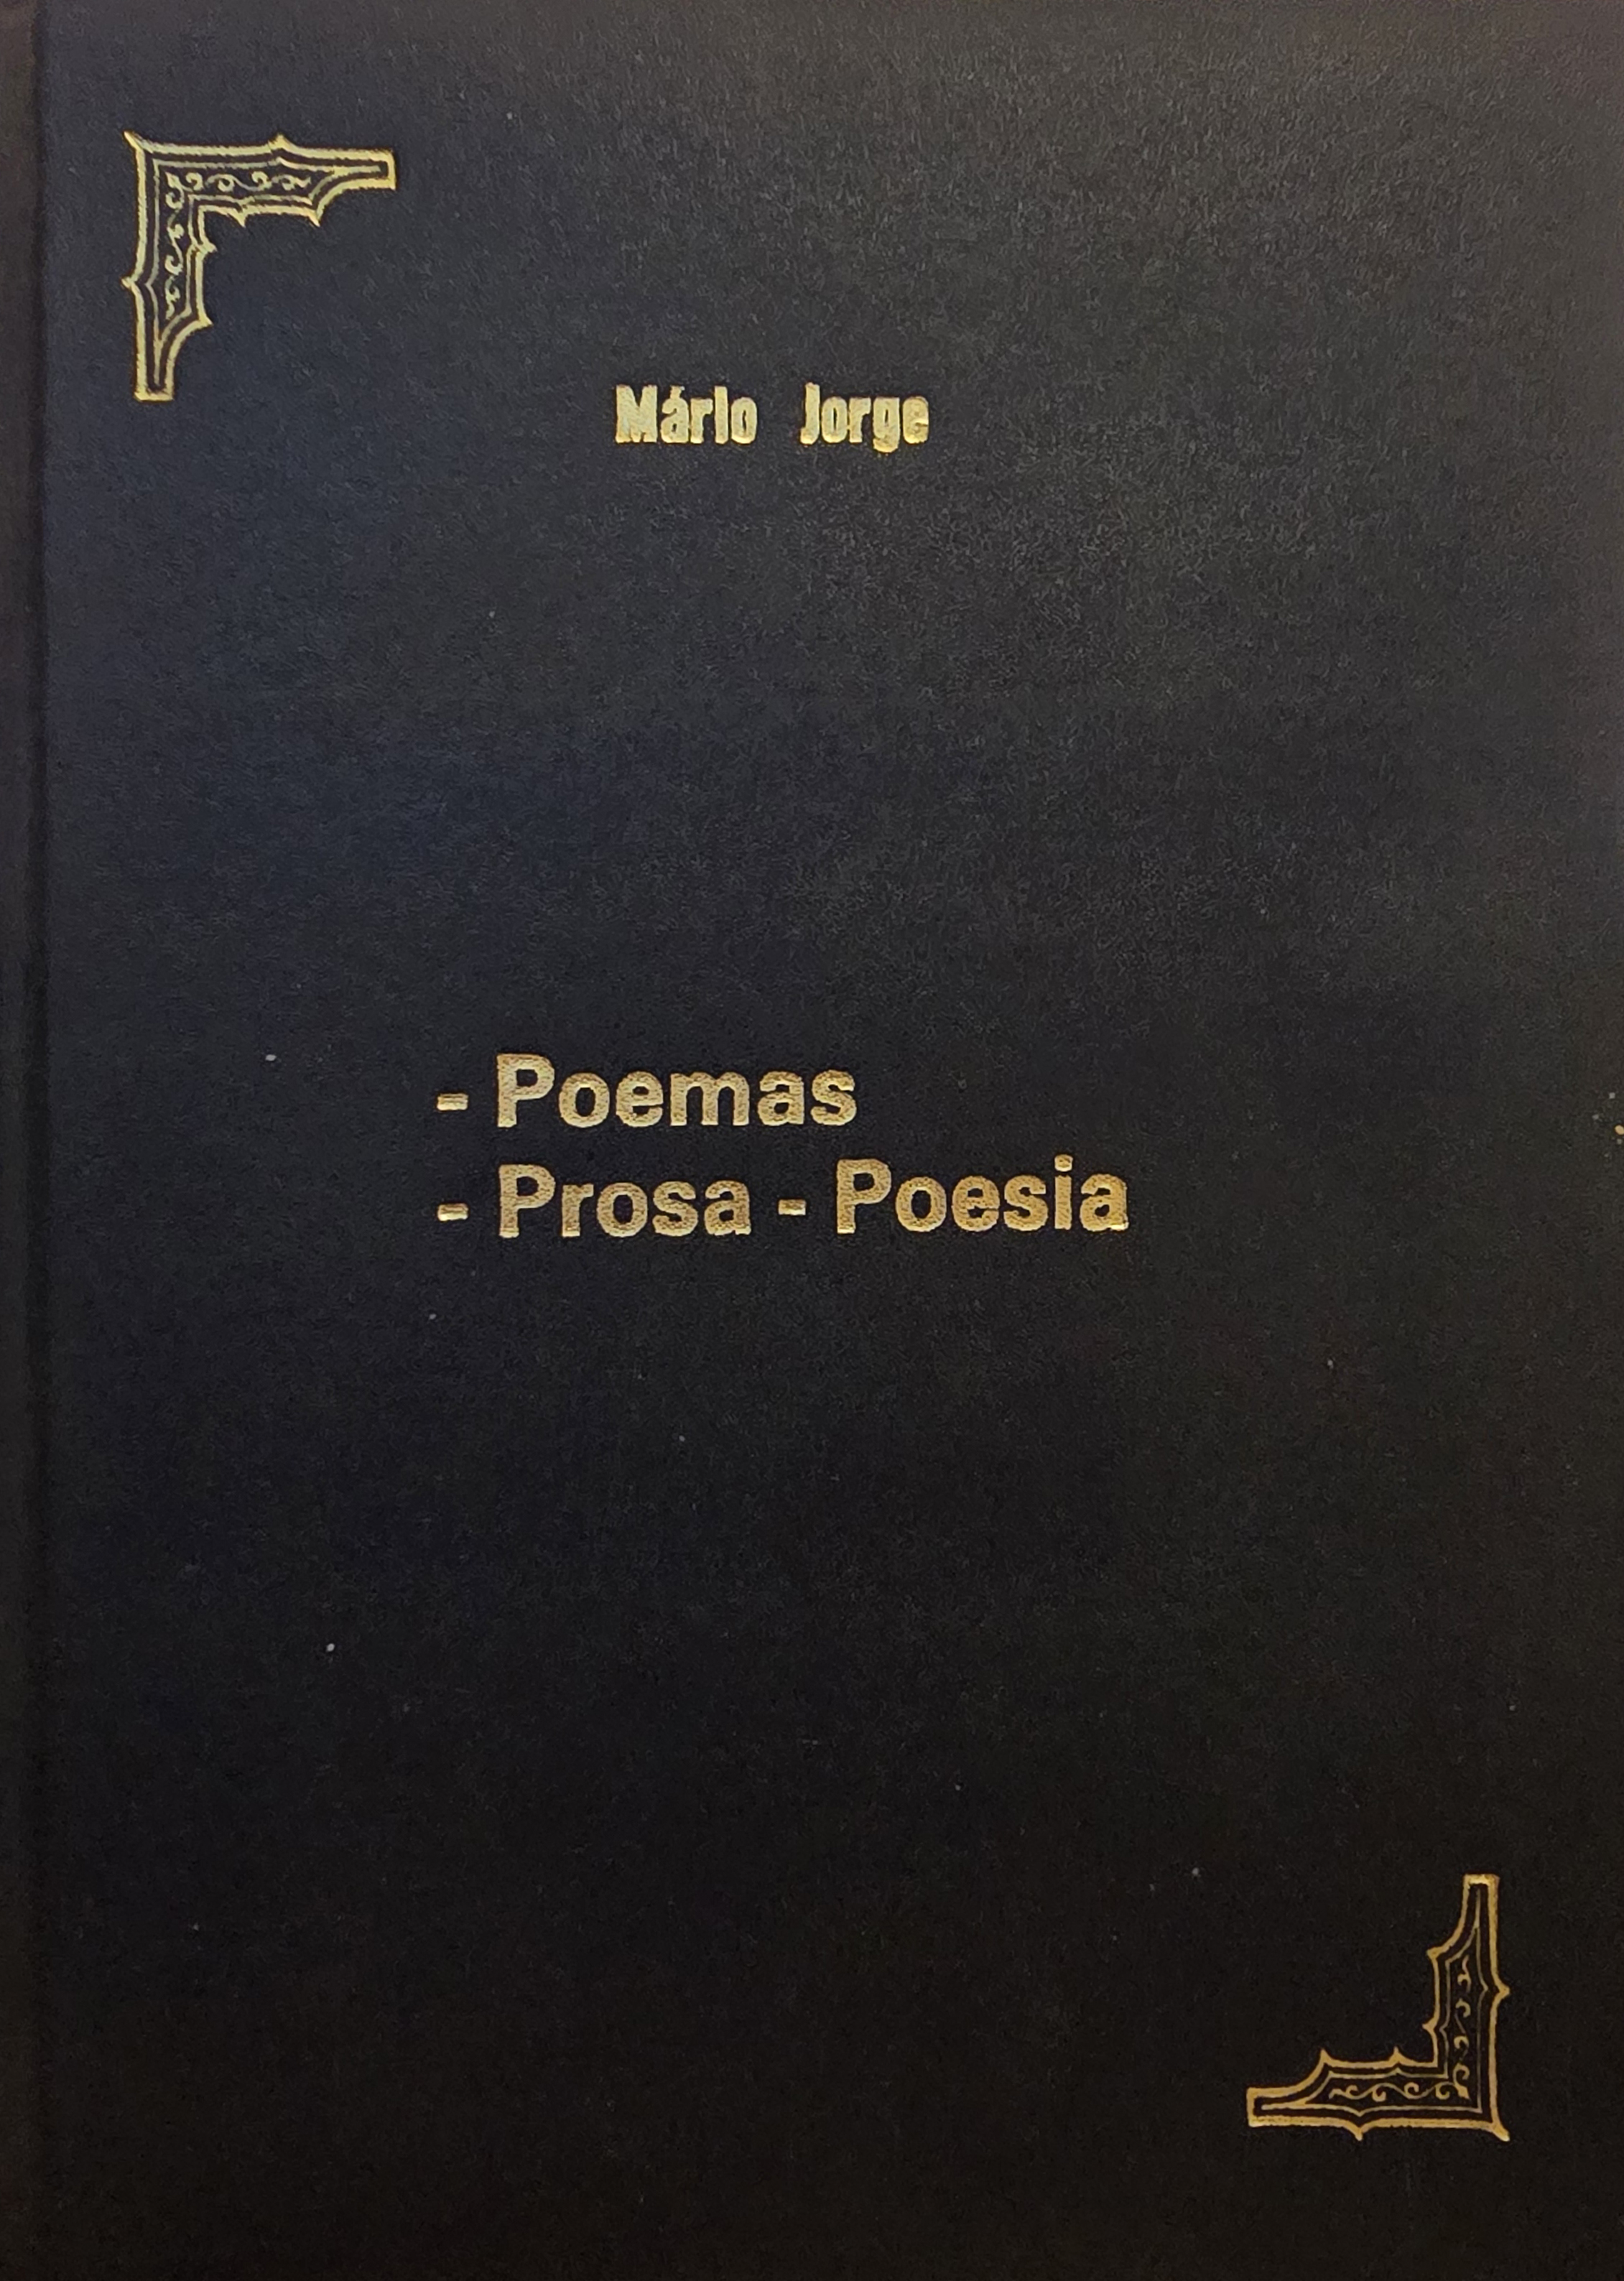 Mário Jorge
- Poemas
- Prosa - Poesia